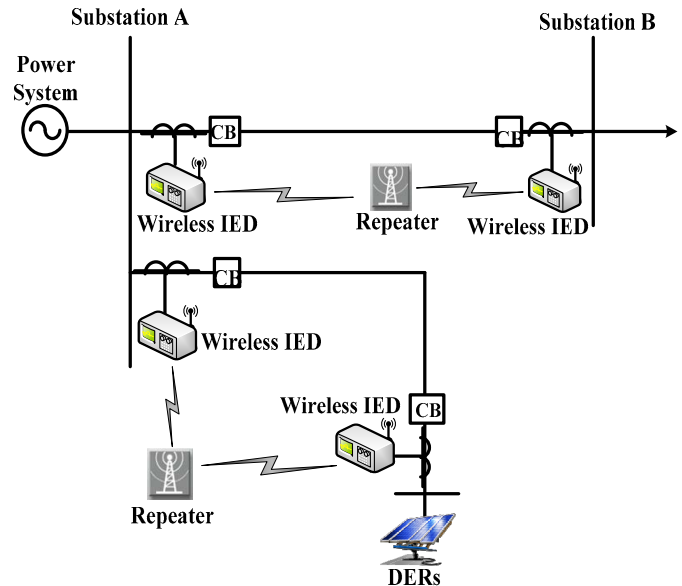 Substation A
Substation B
Power
System
CB
CB
Wireless IED
Repeater
Wireless IED
CB
Wireless IED
Wireless IED
CB
Repeater
DERs